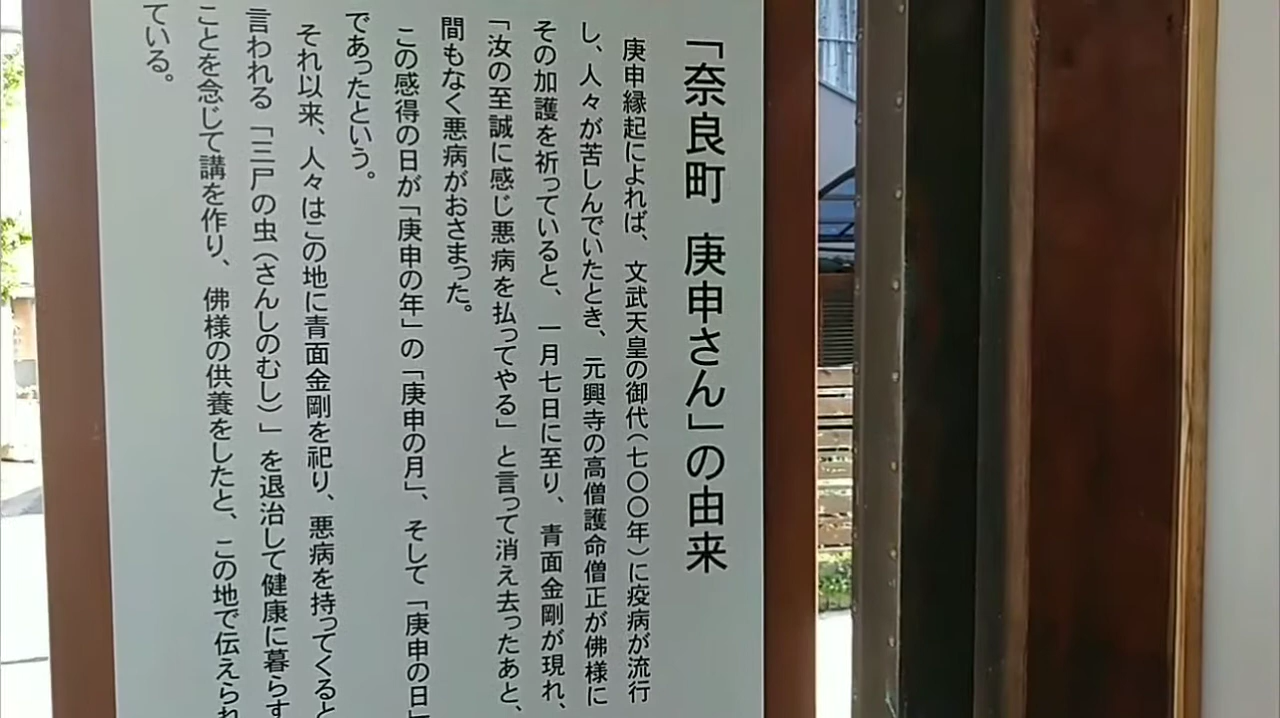 「奈良町 庚申さん」の由来
庚申縁起によれば、文武天皇の御代(七〇〇年)に疫病が流行
し、人々が苦しんでいたとき、元興寺の高僧護命僧正が佛様に
その加護を祈っていると、一月七日に至り、青面金剛が現れ、
「汝の至誠に感じ悪病を払ってやる」と言って消え去ったあと、
間もなく悪病がおさまった。
この感得の日が「庚申の年」の「庚申の月」、そして「庚申の日」
であったという。
それ以来、人々はこの地に青面金剛を祀り、悪病を持ってくると
言われる「三尸の虫(さんしのむし)」を退治して健康に暮らす
ことを念じて講を作り、佛様の供養をしたと、この地で伝えられ
ている。